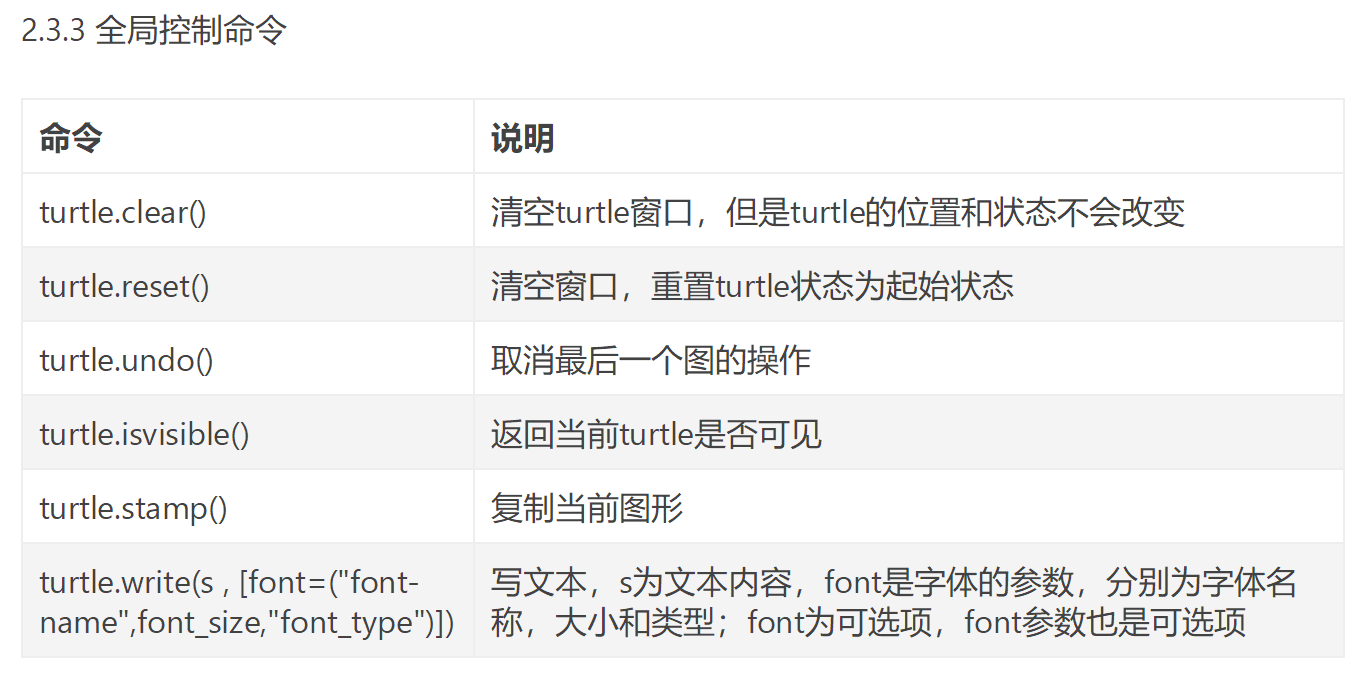 2.3.3 全局控制命令
命令 说明
turtle.clear() 清空turtle窗口，但是turtle的位置和状态不会改变
turtle.reset() 清空窗口，重置turtle状态为起始状态
turtle.undo() 取消最后一个图的操作
turtle.isvisible() 返回当前turtle是否可见
turtle.stamp() 复制当前图形
turtle.write(s , [font=("font-
name",font_size,"font_type")])
写文本，s为文本内容，font是字体的参数，分别为字体名
称，大小和类型；font为可选项，font参数也是可选项